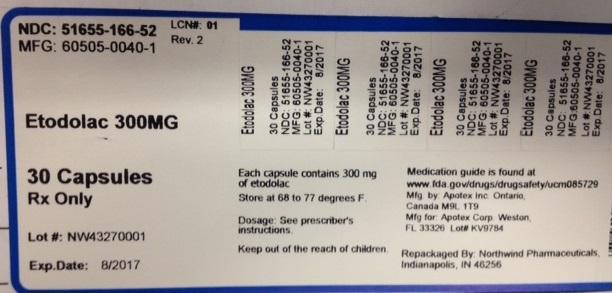 NDC: 51655-166-52
LCN#: 01
MFG: 60505-0040-1
Rev. 2
Etodolac 300MG
30 Capsules
Rx Only
Lot #: NW43270001
Exp.Date: 8/2017
Etodolac 300MG
30 Capsules
NDC: 51655-166-52
MFG: 60505-0040-1
Lot #: NW43270001
Exp.Date: 8/2017
Etodolac 300MG
30 Capsules
NDC: 51655-166-52
MFG: 60505-0040-1
Lot #: NW43270001
Exp.Date: 8/2017
Etodolac 300MG
30 Capsules
NDC: 51655-166-52
MFG: 60505-0040-1
Lot #: NW43270001
Exp.Date: 8/2017
Etodolac 300MG
30 Capsules
NDC: 51655-166-52
MFG:60505-0040-1
Lot #: NW43270001
Exp.Date: 8/2017
Each capsule contains 300 mg
of etodolac
Store at 68 to 77 degrees F.
Dosage: See prescriber's
instructions.
Keep out of the reach of children.
Medication guide is found at
www.fda.gov/drugs/drugsafety/ucm085729
Mfg. by Apotex Inc. Ontario,
Canada M9L 1T9
Mfg for: Apotex Corp. Weston,
FL 33326 Lot# KV9784
Repackaged By: Northwind Pharmaceuticals,
Indianapolis, IN 46256